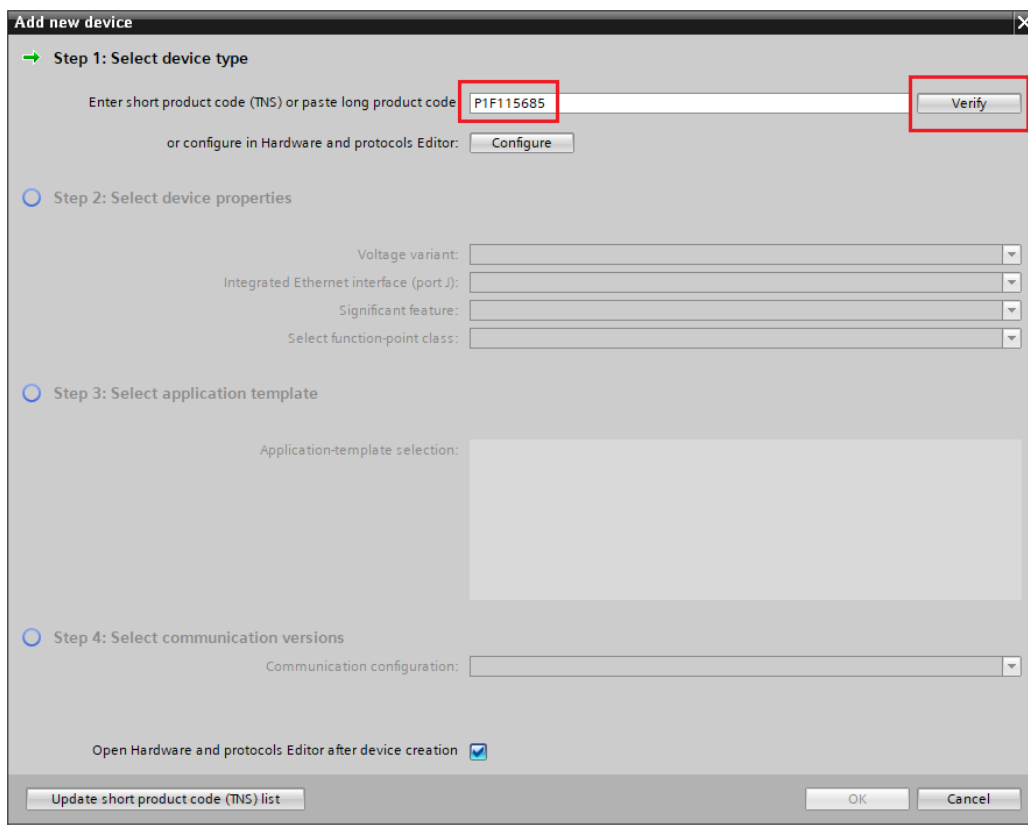 Add new device
Step 1: Select device type
Enter short product code (TNS) or paste long product code P1F115685 Verify
or configure in Hardware and protocols Editor: Configure
Step 2: Select device properties
Voltage variant:
Integrated Ethernet interface (port J):
Significant feature:
Select function-point class:
Step 3: Select application template
Application-template selection:
Step 4: Select communication versions
Communication configuration:
Open Hardware and protocols Editor after device creation
Update short product code (TNS) list OK Cancel